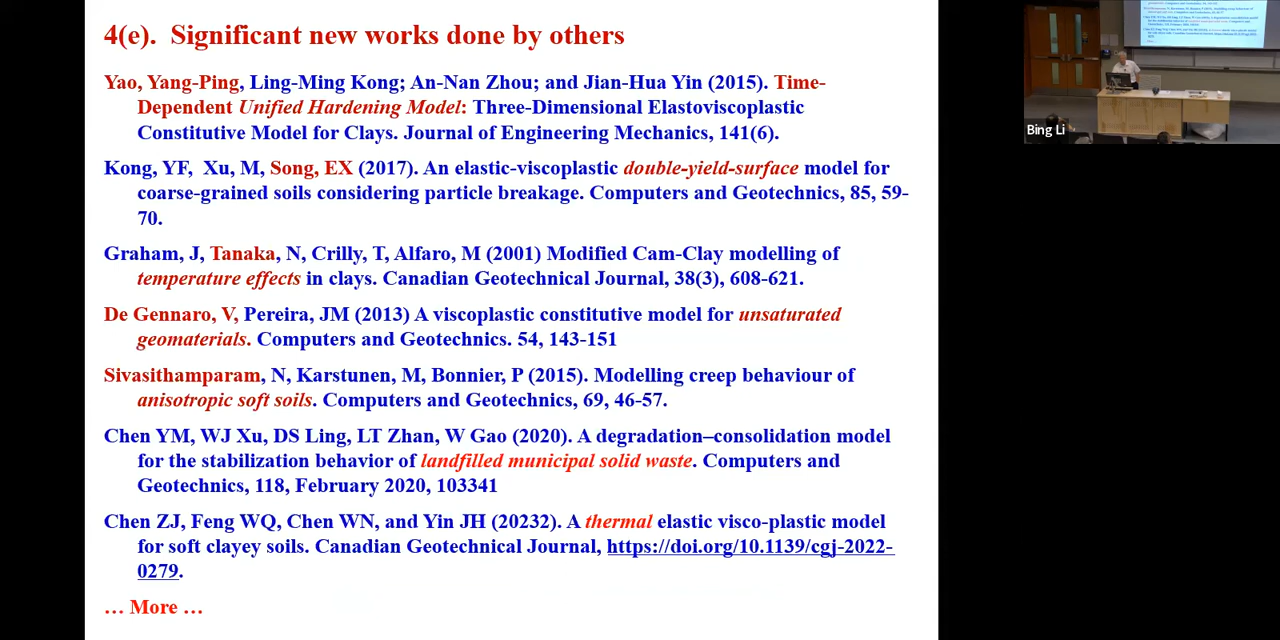 4(e). Significant new works done by others
Yao, Yang-Ping, Ling-Ming Kong; An-Nan Zhou; and Jian-Hua Yin (2015). Time-
Dependent Unified Hardening Model: Three-Dimensional Elastoviscoplastic
Constitutive Model for Clays. Journal of Engineering Mechanics, 141(6).
Kong, YF, Xu, M, Song, EX (2017). An elastic-viscoplastic double-yield-surface model for
coarse-grained soils considering particle breakage. Computers and Geotechnics, 85, 59-
70.
Graham, J, Tanaka, N, Crilly, T, Alfaro, M (2001) Modified Cam-Clay modelling of
temperature effects in clays. Canadian Geotechnical Journal, 38(3), 608-621.
De Gennaro, V, Pereira, JM (2013) A viscoplastic constitutive model for unsaturated
geomaterials. Computers and Geotechnics. 54, 143-151
Sivasithamparam, N, Karstunen, M, Bonnier, P (2015). Modelling creep behaviour of
anisotropic soft soils. Computers and Geotechnics, 69, 46-57.
Chen YM, WJ Xu, DS Ling, LT Zhan, W Gao (2020). A degradation–consolidation model
for the stabilization behavior of landfilled municipal solid waste. Computers and
Geotechnics, 118, February 2020, 103341
Chen ZJ, Feng WQ, Chen WN, and Yin JH (20232). A thermal elastic visco-plastic model
for soft clayey soils. Canadian Geotechnical Journal, https://doi.org/10.1139/cgj-2022-
0279.
… More …
Bing Li